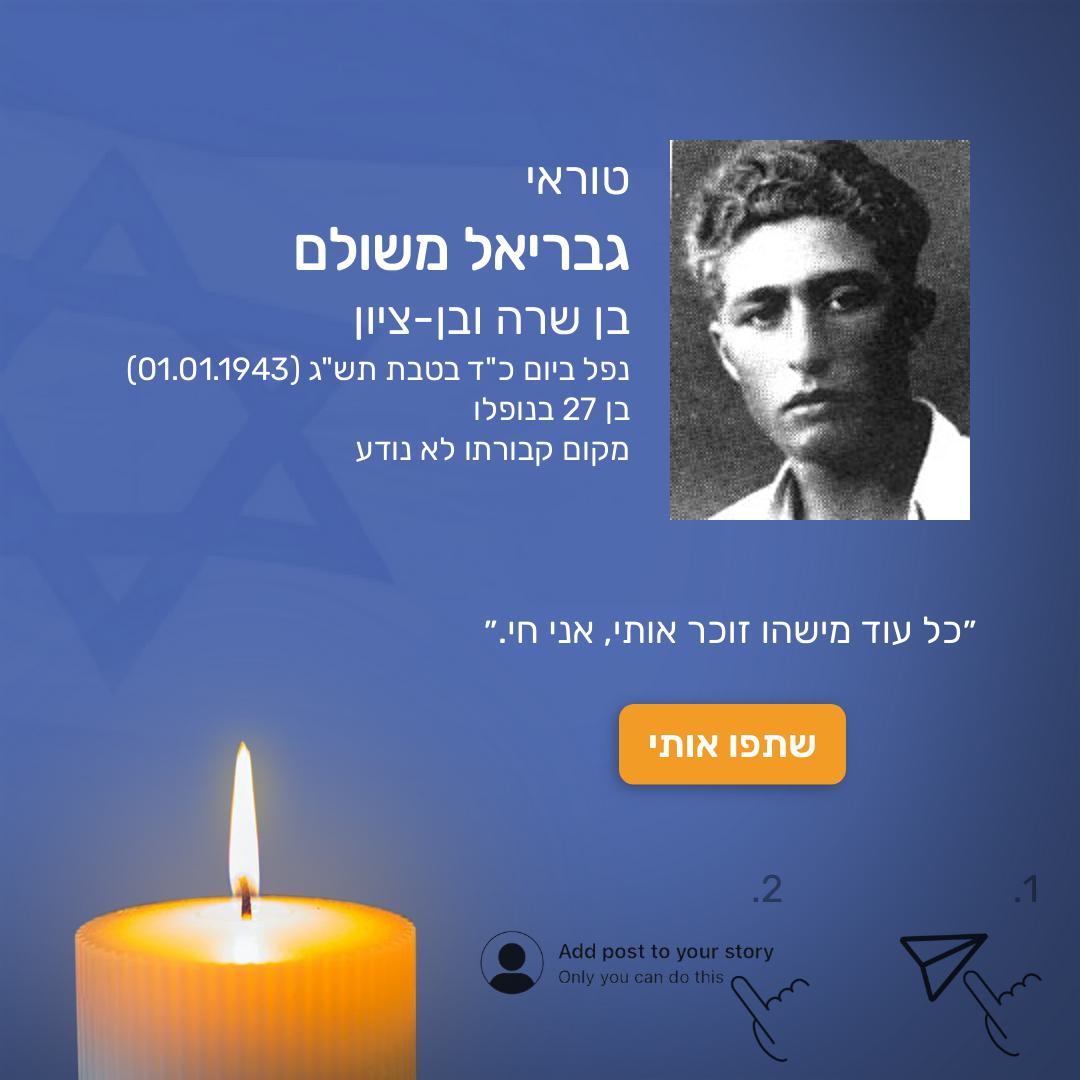 טוראי
גבריאל משולם
בן שרה ובן-ציון
נפל ביום כ"ד בטבת תש"ג (01.01.1943)
בן 27 בנופלו
מקום קבורתו לא נודע
״כל עוד מישהו זוכר אותי, אני חי.״
שתפו אותי
.1
.2
Add post to your story
Only you can do this